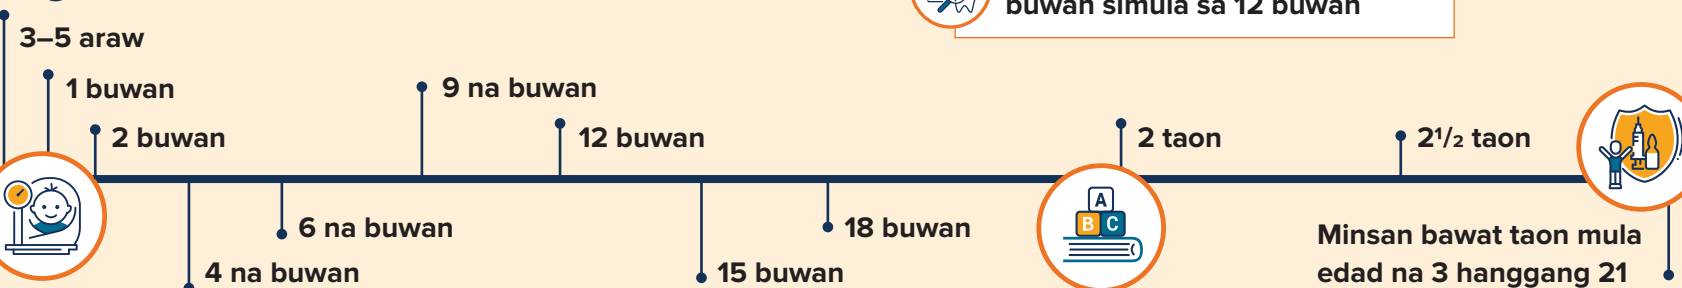 buwan simula sa 12 buwan
3–5 araw
1 buwan
2 buwan
4 na buwan
6 na buwan
9 na buwan
12 buwan
15 buwan
18 buwan
A
B C
2 taon
2½ taon
Minsan bawat taon mula
edad na 3 hanggang 21